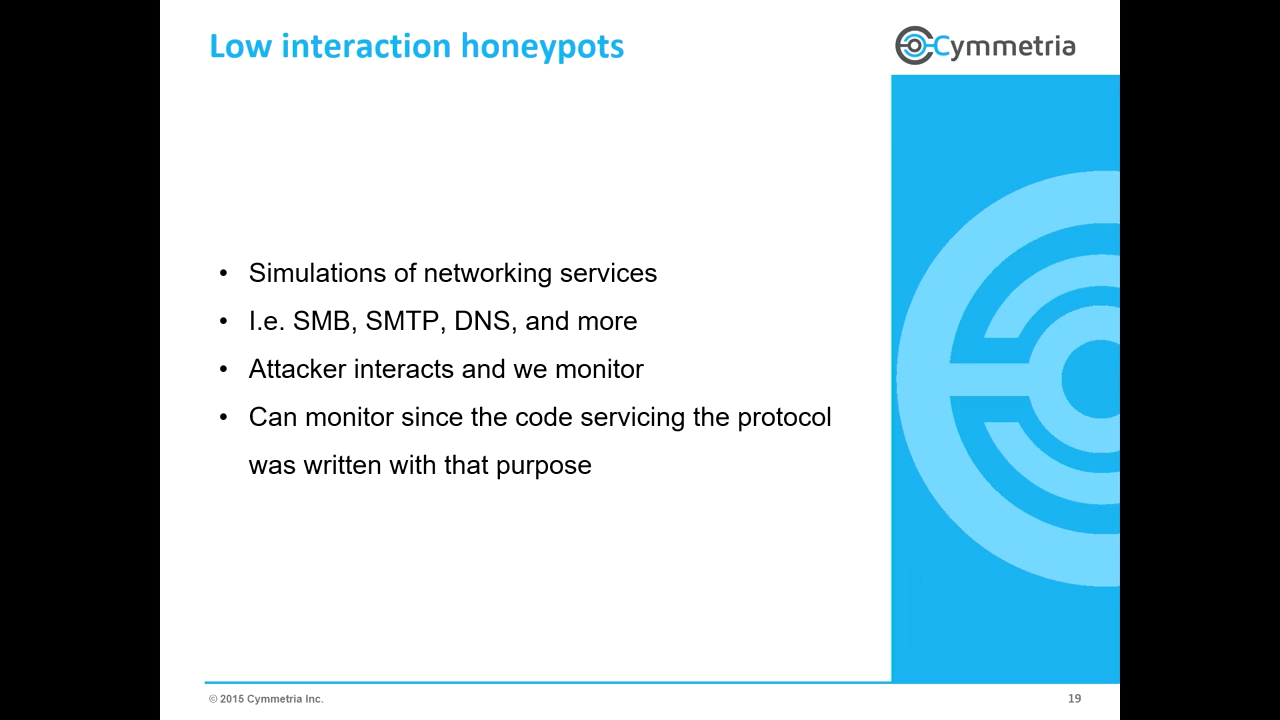 Low interaction honeypots
Cymmetria
• Simulations of networking services
• I.e. SMB, SMTP, DNS, and more
• Attacker interacts and we monitor
• Can monitor since the code servicing the protocol
was written with that purpose
© 2015 Cymmetria Inc.
19